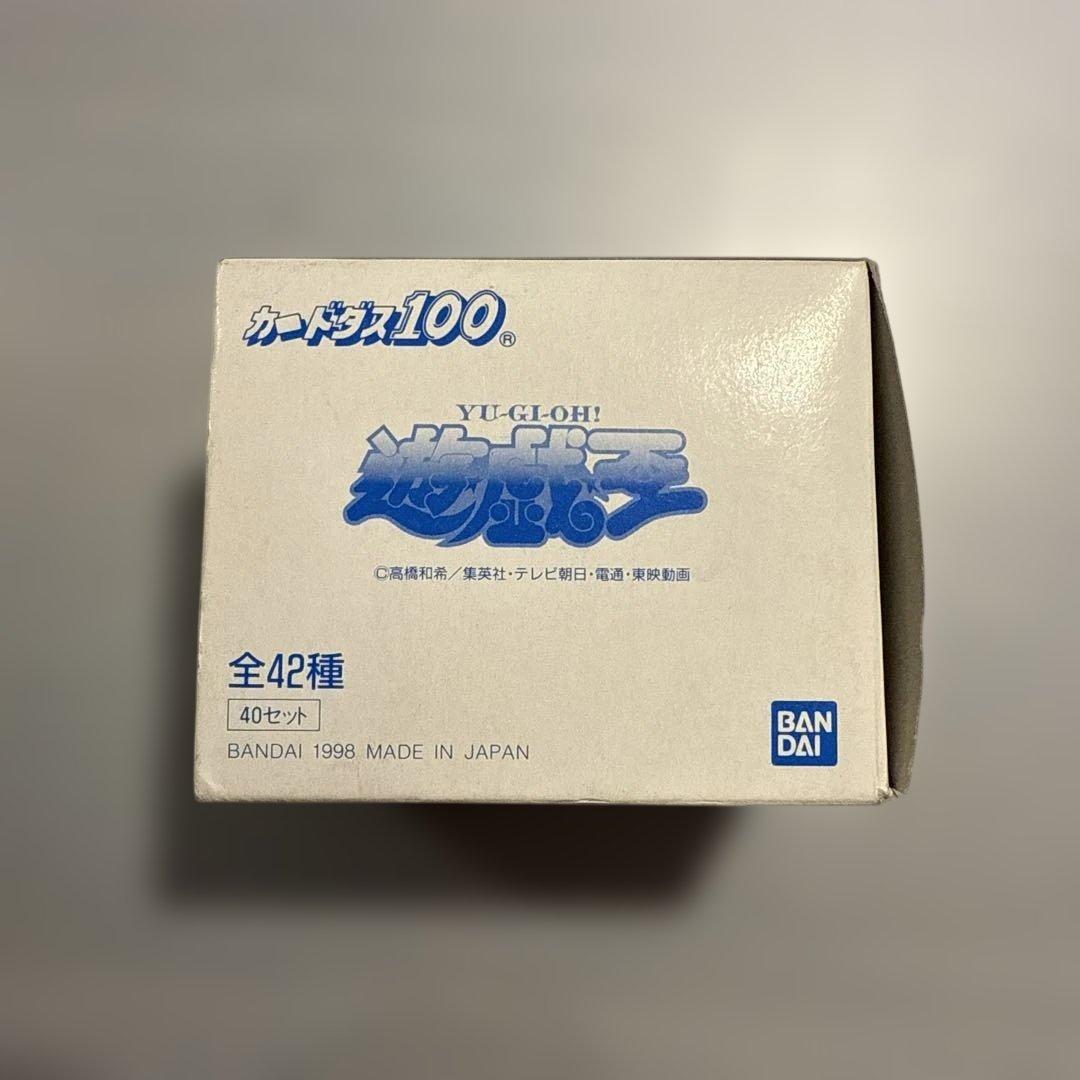 カードダス100®
YU-GI-OH!
遊戯王
©高橋和希／集英社・テレビ朝日・電通・東映動画
全42種
40セット
BANDAI 1998 MADE IN JAPAN
BAN
DAI